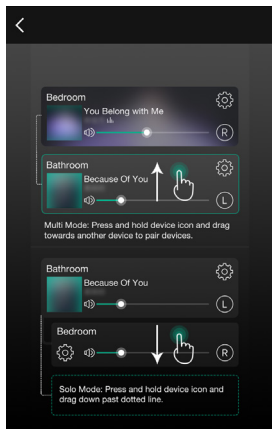 Bedroom
You Belong with Me
R
Bathroom
Because Of You
L
Multi Mode: Press and hold device icon and drag
towards another device to pair devices.
Bathroom
Because Of You
L
Bedroom
R
Solo Mode: Press and hold device icon and
drag down past dotted line.